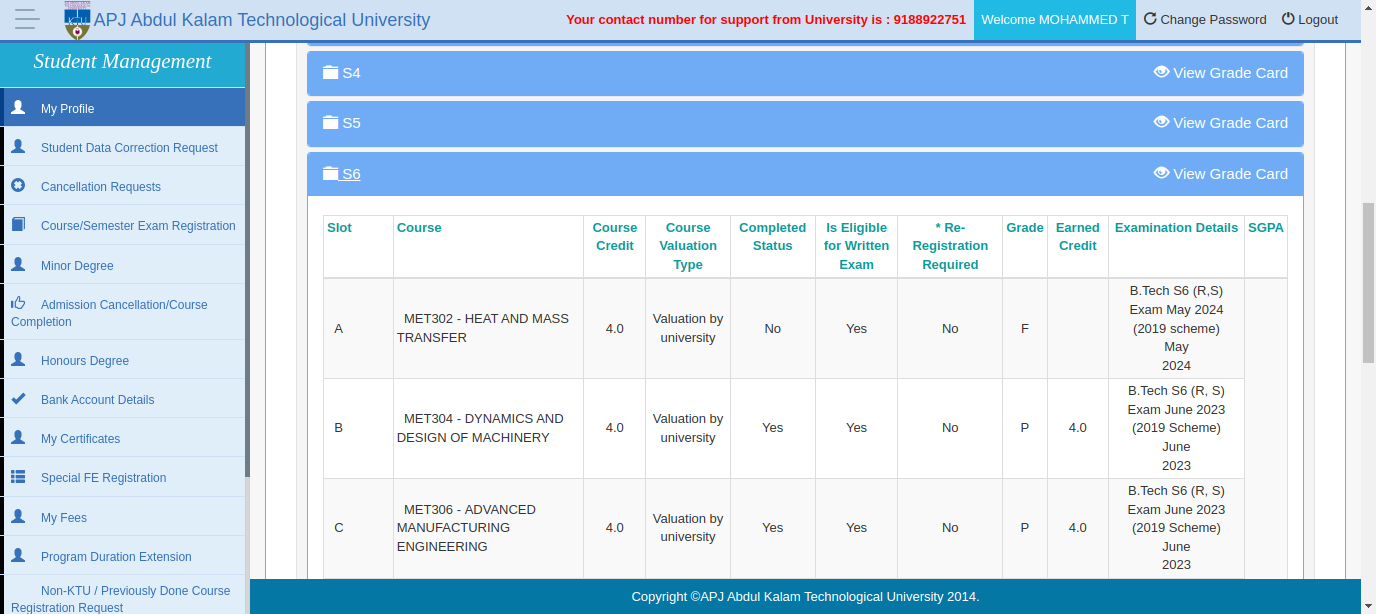 APJ Abdul Kalam Technological University
Your contact number for support from University is : 9188922751
Welcome MOHAMMED T
Change Password
Logout
Student Management
My Profile
Student Data Correction Request
Cancellation Requests
Course/Semester Exam Registration
Minor Degree
Admission Cancellation/Course
Completion
Honours Degree
Bank Account Details
My Certificates
Special FE Registration
My Fees
Program Duration Extension
Non-KTU / Previously Done Course
Registration Request
S4 View Grade Card
S5 View Grade Card
S6 View Grade Card
Slot Course Course Credit Course Valuation Type Completed Status Is Eligible for Written Exam * Re-Registration Required Grade Earned Credit Examination Details SGPA
A MET302 - HEAT AND MASS TRANSFER 4.0 Valuation by university No Yes No F B.Tech S6 (R,S) Exam May 2024 (2019 scheme) May 2024
B MET304 - DYNAMICS AND DESIGN OF MACHINERY 4.0 Valuation by university Yes Yes No P 4.0 B.Tech S6 (R, S) Exam June 2023 (2019 Scheme) June 2023
C MET306 - ADVANCED MANUFACTURING ENGINEERING 4.0 Valuation by university Yes Yes No P 4.0 B.Tech S6 (R, S) Exam June 2023 (2019 Scheme) June 2023
Copyright ©APJ Abdul Kalam Technological University 2014.